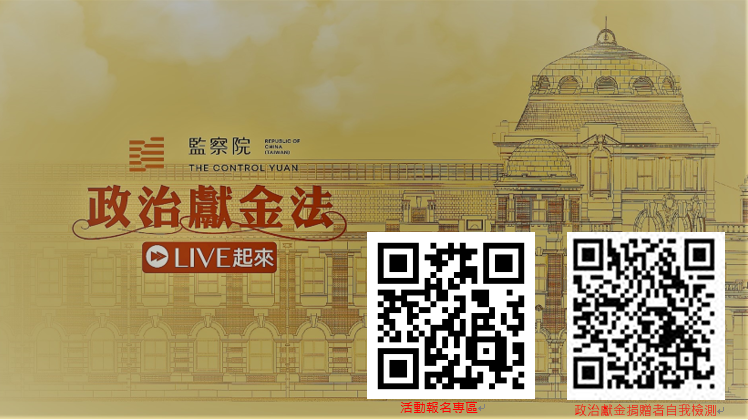 監察院
REPUBLIC OF
CHINA
(TAIWAN)
THE CONTROL YUAN
政治獻金法
LIVE起來
活動報名專區
政治獻金捐贈者自我檢測